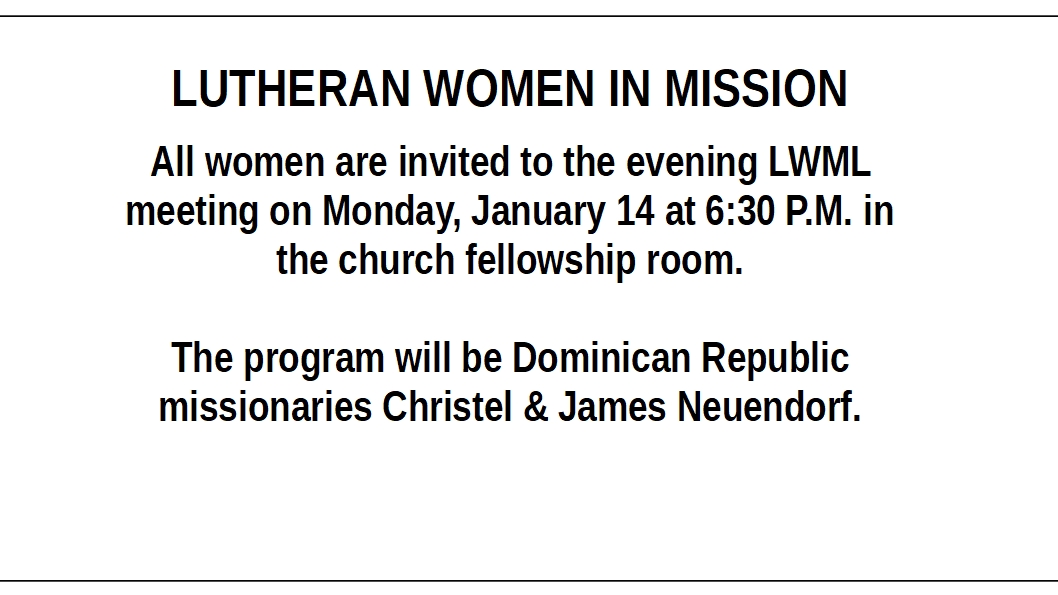 LUTHERAN WOMEN IN MISSION
All women are invited to the evening LWML
meeting on Monday, January 14 at 6:30 P.M. in
the church fellowship room.
The program will be Dominican Republic
missionaries Christel & James Neuendorf.